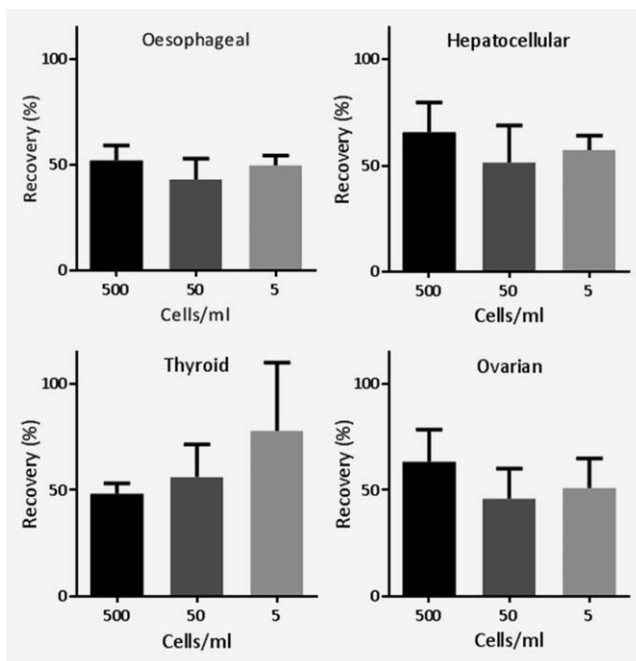 Oesophageal
Recovery (%)
100
50
0
500 50 5
Cells/ml
Hepatocellular
Recovery (%)
100
50
0
500 50 5
Cells/ml
Thyroid
Recovery (%)
100
50
0
500 50 5
Cells/ml
Ovarian
Recovery (%)
100
50
0
500 50 5
Cells/ml